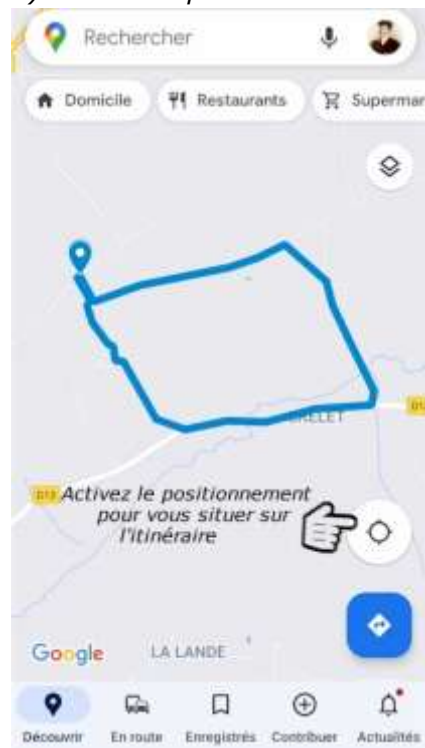 Rechercher
Domicile
Restaurants
Supermar
D13
Activez le positionnement
pour vous situer sur
l'itinéraire
Google
LA LANDE
Découvrir
En route
Enregistrés
Contribuer
Actualités